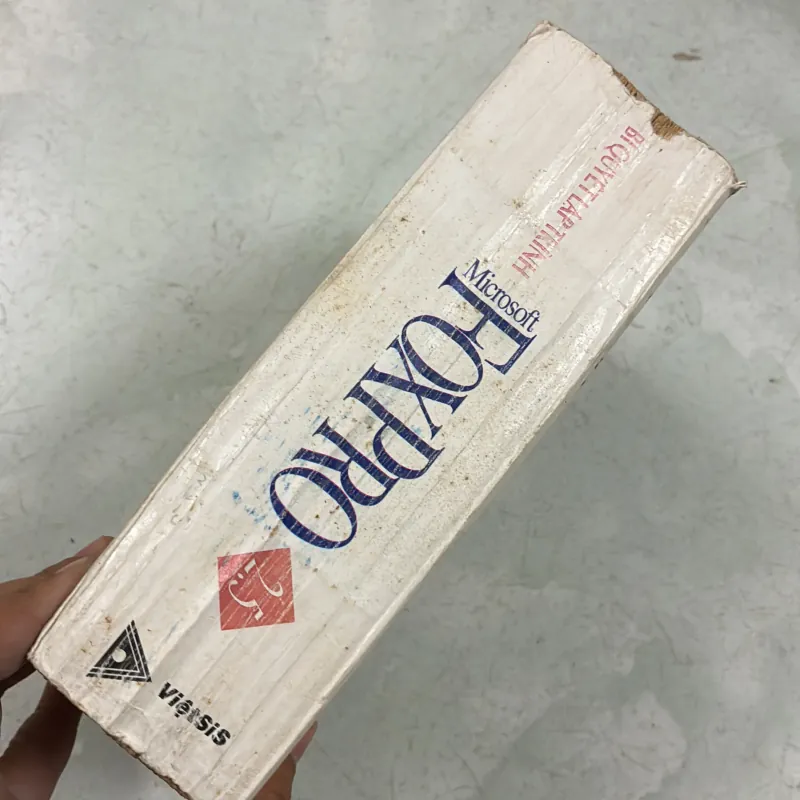 BÍ QUYẾT LẬP TRÌNH
Microsoft
FOXPRO
2.5
ViệtSiS